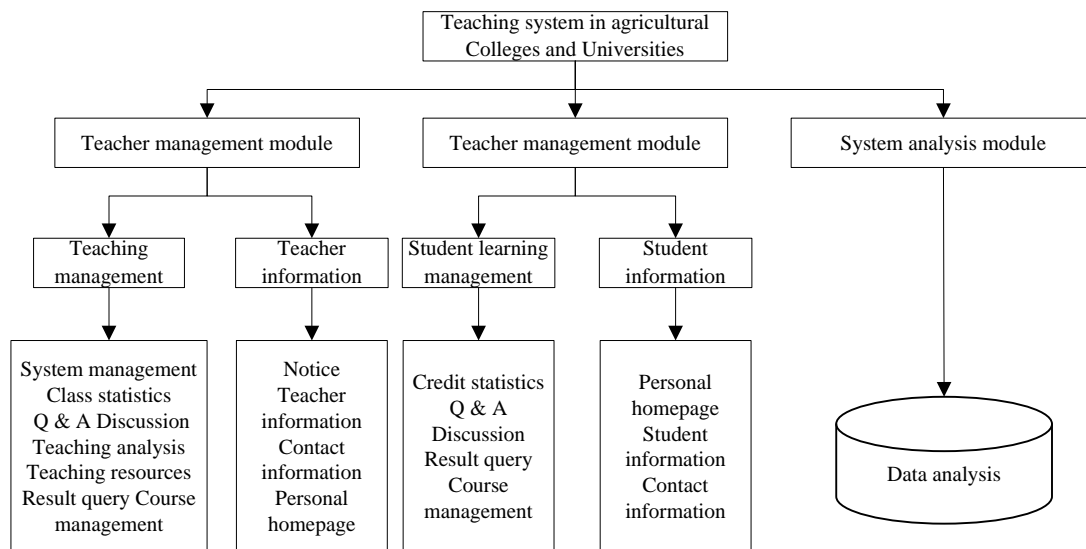 Teaching system in agricultural
Colleges and Universities
Teacher management module
Teacher management module
System analysis module
Teaching
management
Teacher
information
Student learning
management
Student
information
System management
Class statistics
Q & A Discussion
Teaching analysis
Teaching resources
Result query Course
management
Notice
Teacher
information
Contact
information
Personal
homepage
Credit statistics
Q & A
Discussion
Result query
Course
management
Personal
homepage
Student
information
Contact
information
Data analysis